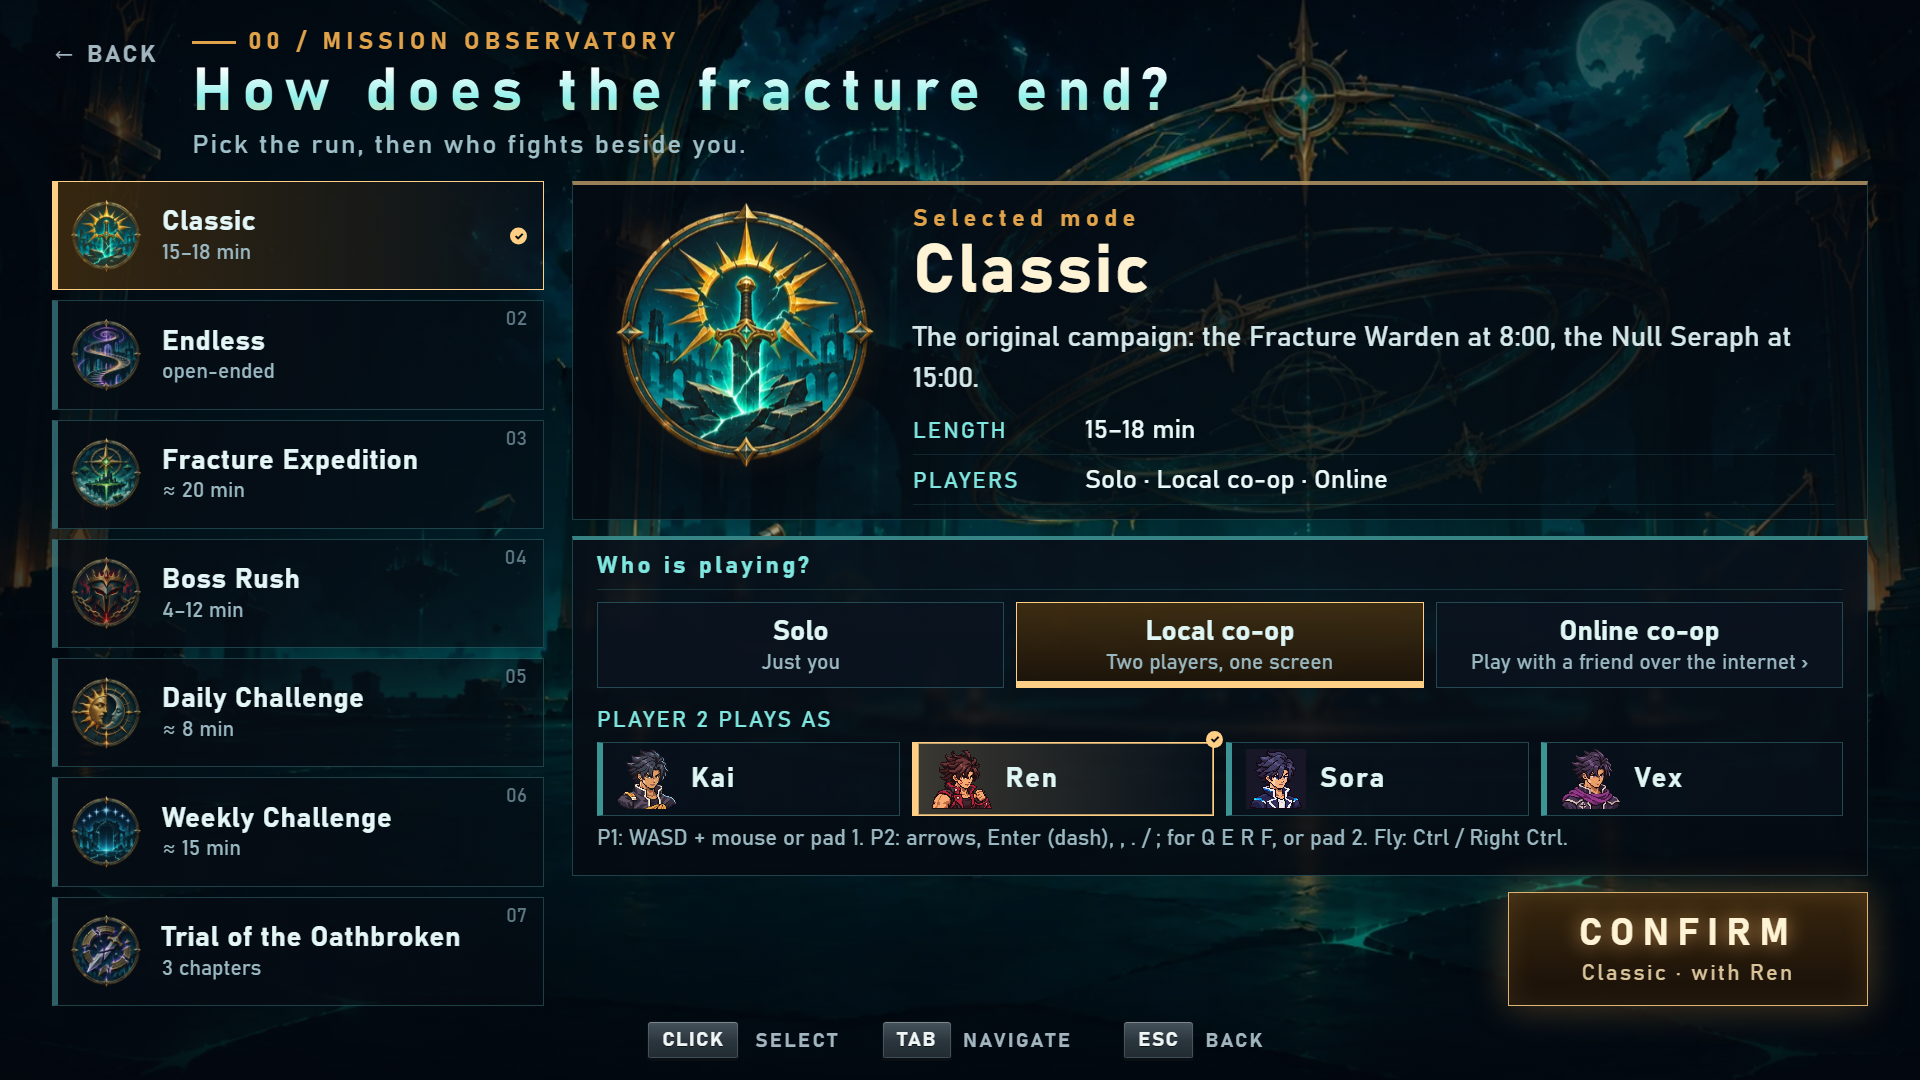 ← BACK
00 / MISSION OBSERVATORY
How does the fracture end?
Pick the run, then who fights beside you.
Classic
15–18 min
02
Endless
open-ended
03
Fracture Expedition
≈ 20 min
04
Boss Rush
4–12 min
05
Daily Challenge
≈ 8 min
06
Weekly Challenge
≈ 15 min
07
Trial of the Oathbroken
3 chapters
Selected mode
Classic
The original campaign: the Fracture Warden at 8:00, the Null Seraph at
15:00.
LENGTH 15–18 min
PLAYERS Solo · Local co-op · Online
Who is playing?
Solo
Just you
Local co-op
Two players, one screen
Online co-op
Play with a friend over the internet ›
PLAYER 2 PLAYS AS
Kai
Ren
Sora
Vex
P1: WASD + mouse or pad 1. P2: arrows, Enter (dash), , . / ; for Q E R F, or pad 2. Fly: Ctrl / Right Ctrl.
CONFIRM
Classic · with Ren
CLICK SELECT TAB NAVIGATE ESC BACK